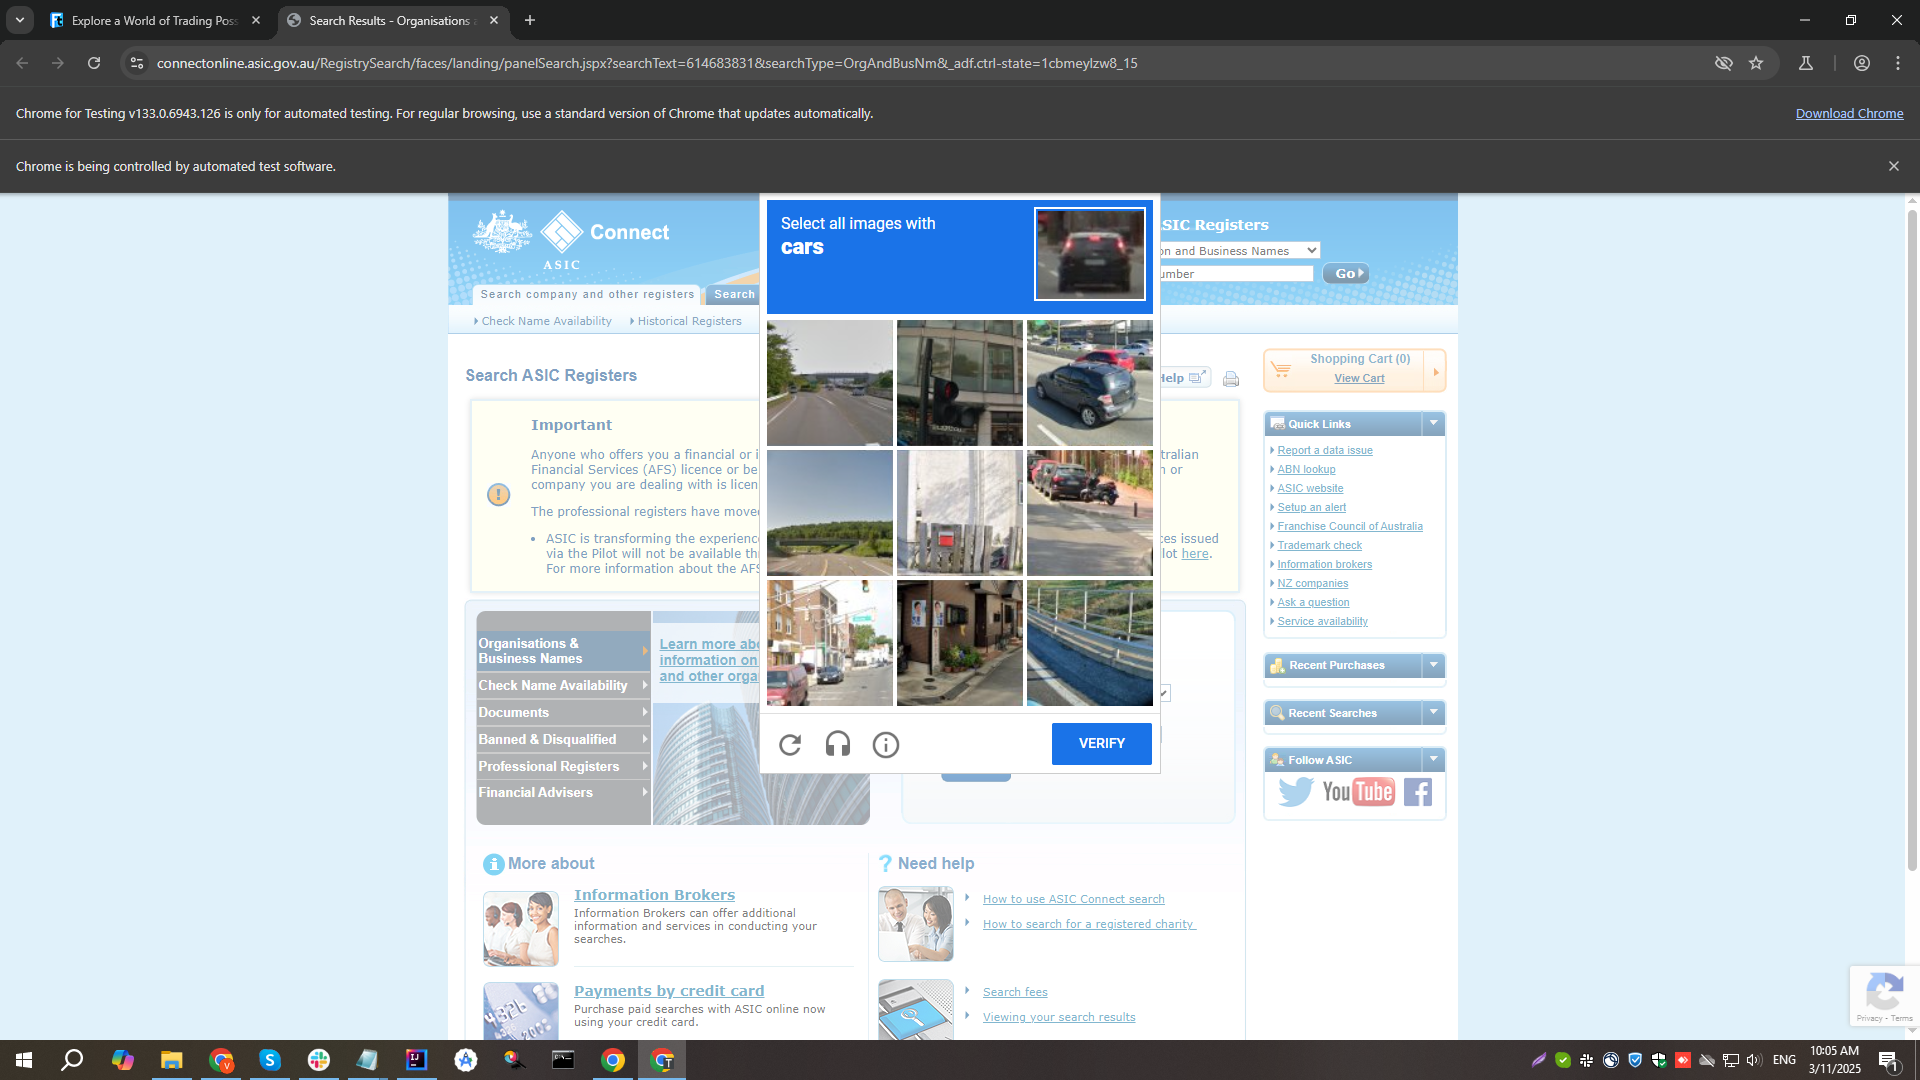 Explore a World of Trading Pos
Search Results - Organisations a
connectonline.asic.gov.au/RegistrySearch/faces/landing/panelSearch.jspx?searchText=614683831&searchType=OrgAndBusNm&_adf.ctrl-state=1cbmeylzw8_15
Chrome for Testing v133.0.6943.126 is only for automated testing. For regular browsing, use a standard version of Chrome that updates automatically.
Download Chrome
Chrome is being controlled by automated test software.
ASIC
Connect
Search company and other registers
Search
Check Name Availability
Historical Registers
Select all images with
cars
SIC Registers
on and Business Names
umber
Go
Search ASIC Registers
Help
Important
Anyone who offers you a financial or i
tralian
Financial Services (AFS) licence or be
n or
company you are dealing with is licen
The professional registers have moved
ASIC is transforming the experienc
es issued
via the Pilot will not be available th
lot here.
For more information about the AFS
Shopping Cart (0)
View Cart
Quick Links
Report a data issue
ABN lookup
ASIC website
Setup an alert
Franchise Council of Australia
Trademark check
Information brokers
NZ companies
Ask a question
Service availability
Recent Purchases
Recent Searches
Follow ASIC
YouTube
Organisations &
Business Names
Check Name Availability
Documents
Banned & Disqualified
Professional Registers
Financial Advisers
Learn more abo
information on
and other orga
VERIFY
More about
Information Brokers
Information Brokers can offer additional
information and services in conducting your
searches.
Payments by credit card
Purchase paid searches with ASIC online now
using your credit card.
Need help
How to use ASIC Connect search
How to search for a registered charity
Search fees
Viewing your search results
Privacy - Terms
ENG
10:05 AM
3/11/2025
1